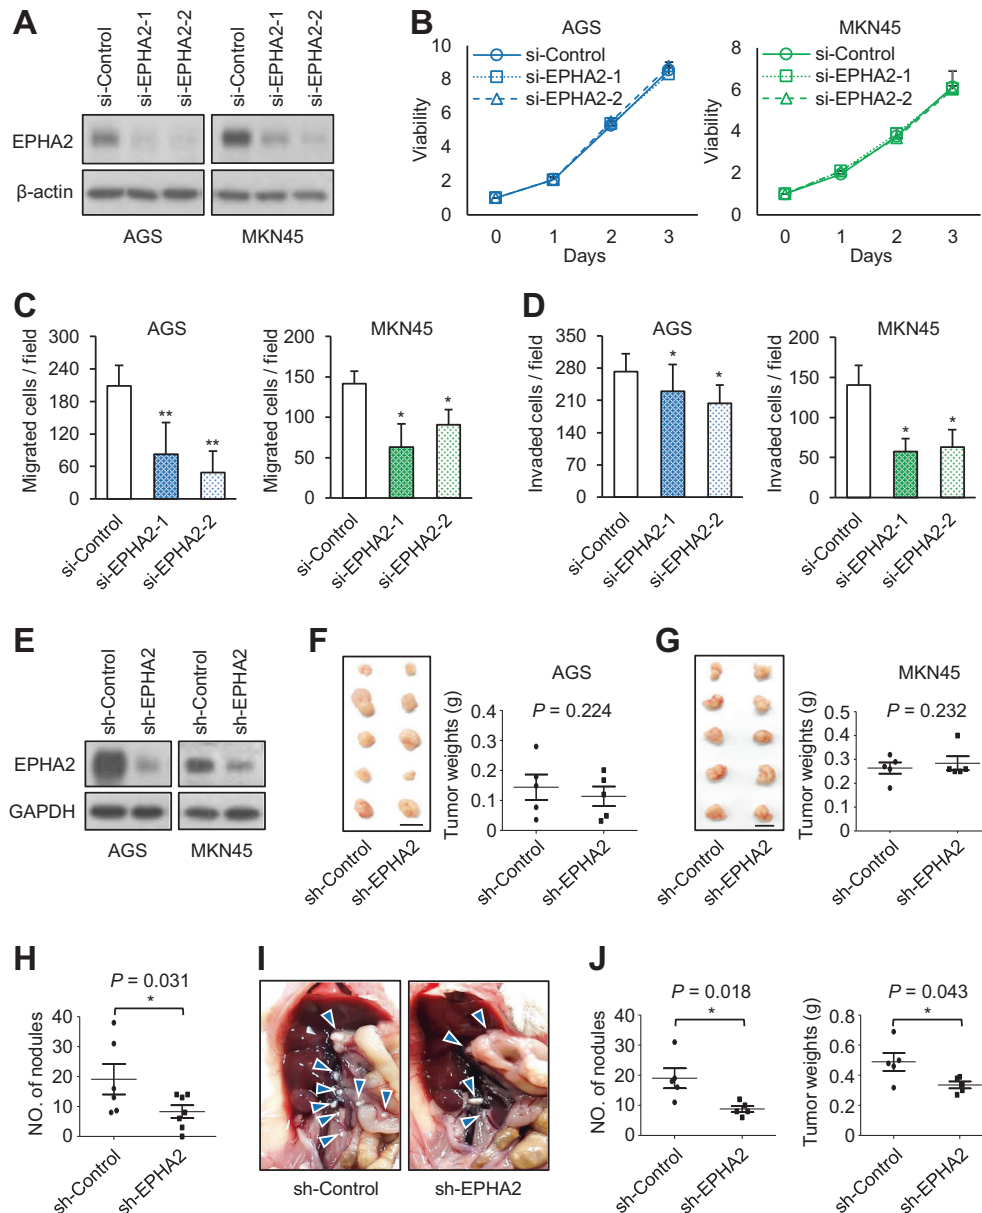 A
si-Control
si-EPHA2-1
si-EPHA2-2
si-Control
si-EPHA2-1
si-EPHA2-2
EPHA2
β-actin
AGS
MKN45
B
AGS
si-Control
si-EPHA2-1
si-EPHA2-2
Viability
10
8
6
4
2
0
0 1 2 3
Days
MKN45
si-Control
si-EPHA2-1
si-EPHA2-2
Viability
8
6
4
2
0
0 1 2 3
Days
C
AGS
Migrated cells / field
300
240
180
120
60
0
**
**
si-Control
si-EPHA2-1
si-EPHA2-2
MKN45
Migrated cells / field
200
150
100
50
0
*
*
si-Control
si-EPHA2-1
si-EPHA2-2
D
AGS
Invaded cells / field
350
280
210
140
70
0
*
*
si-Control
si-EPHA2-1
si-EPHA2-2
MKN45
Invaded cells / field
200
150
100
50
0
*
*
si-Control
si-EPHA2-1
si-EPHA2-2
E
sh-Control
sh-EPHA2
sh-Control
sh-EPHA2
EPHA2
GAPDH
AGS
MKN45
F
sh-Control
sh-EPHA2
AGS
P = 0.224
Tumor weights (g)
0.4
0.3
0.2
0.1
0
sh-Control
sh-EPHA2
G
sh-Control
sh-EPHA2
MKN45
P = 0.232
Tumor weights (g)
0.5
0.4
0.3
0.2
0.1
0
sh-Control
sh-EPHA2
H
P = 0.031
*
NO. of nodules
40
30
20
10
0
sh-Control
sh-EPHA2
I
sh-Control
sh-EPHA2
J
P = 0.018
*
NO. of nodules
40
30
20
10
0
sh-Control
sh-EPHA2
P = 0.043
*
Tumor weights (g)
0.8
0.6
0.4
0.2
0
sh-Control
sh-EPHA2